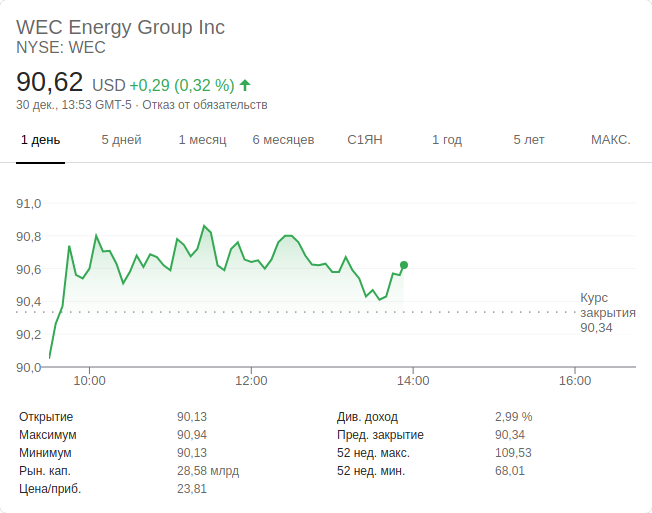 WEC Energy Group Inc
NYSE: WEC
90,62 USD +0,29 (0,32 %)
30 дек., 13:53 GMT-5 · Отказ от обязательств
1 день 5 дней 1 месяц 6 месяцев С1ЯН 1 год 5 лет МАКС.
91,0
90,8
90,6
90,4
90,2
90,0
Курс
закрытия
90,34
10:00 12:00 14:00 16:00
Открытие 90,13 Див. доход 2,99 %
Максимум 90,94 Пред. закрытие 90,34
Минимум 90,13 52 нед. макс. 109,53
Рын. кап. 28,58 млрд 52 нед. мин. 68,01
Цена/приб. 23,81